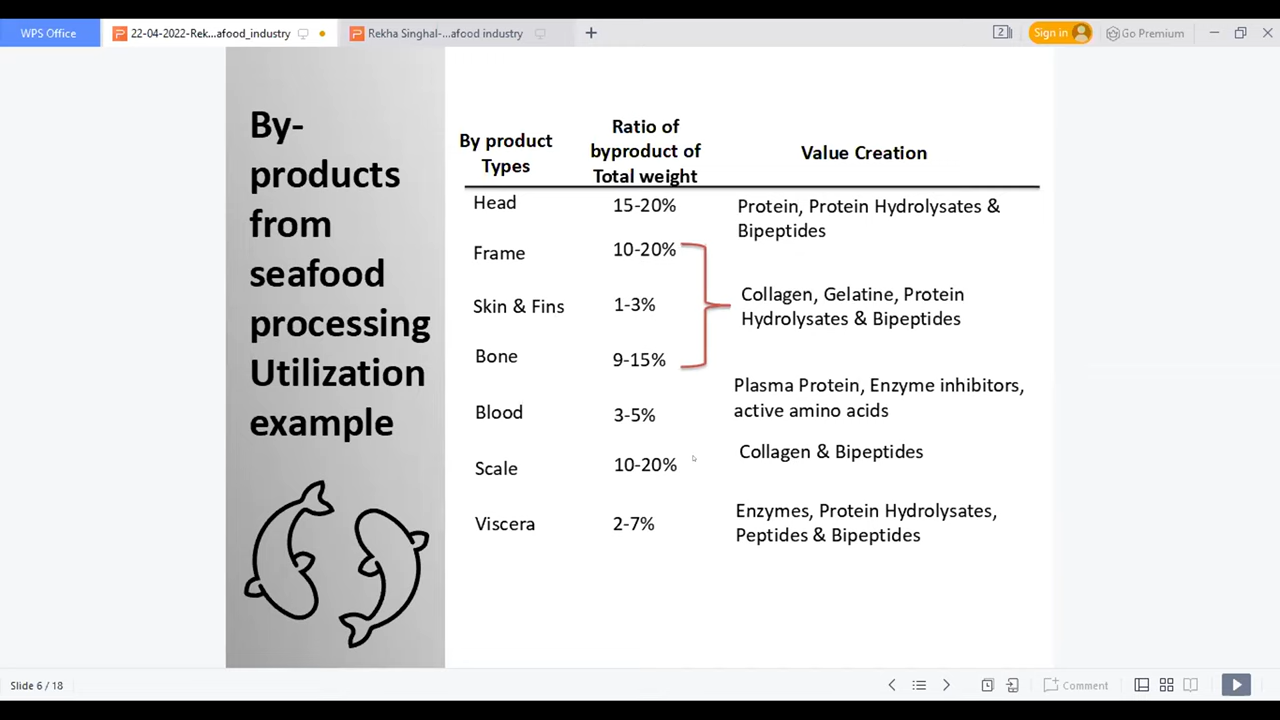 WPS Office
22-04-2022-Rek...afood_industry
Rekha Singhal-...afood industry
2
Sign in
Go Premium
By-
products
from
seafood
processing
Utilization
example
By product
Types
Ratio of
byproduct of
Total weight
Value Creation
Head
15-20%
Protein, Protein Hydrolysates &
Bipeptides
Frame
10-20%
Skin & Fins
1-3%
Collagen, Gelatine, Protein
Hydrolysates & Bipeptides
Bone
9-15%
Blood
3-5%
Plasma Protein, Enzyme inhibitors,
active amino acids
Scale
10-20%
Collagen & Bipeptides
Viscera
2-7%
Enzymes, Protein Hydrolysates,
Peptides & Bipeptides
Slide 6 / 18
Comment